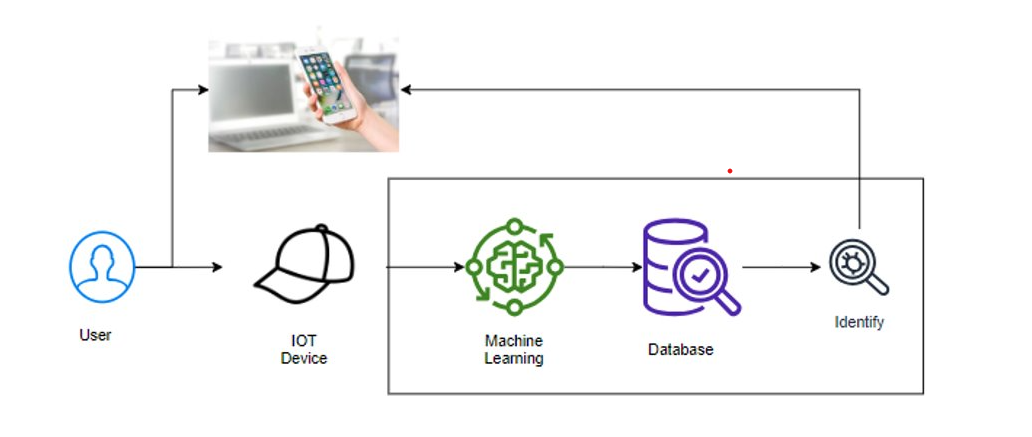 User
IOT
Device
Machine
Learning
Database
Identify